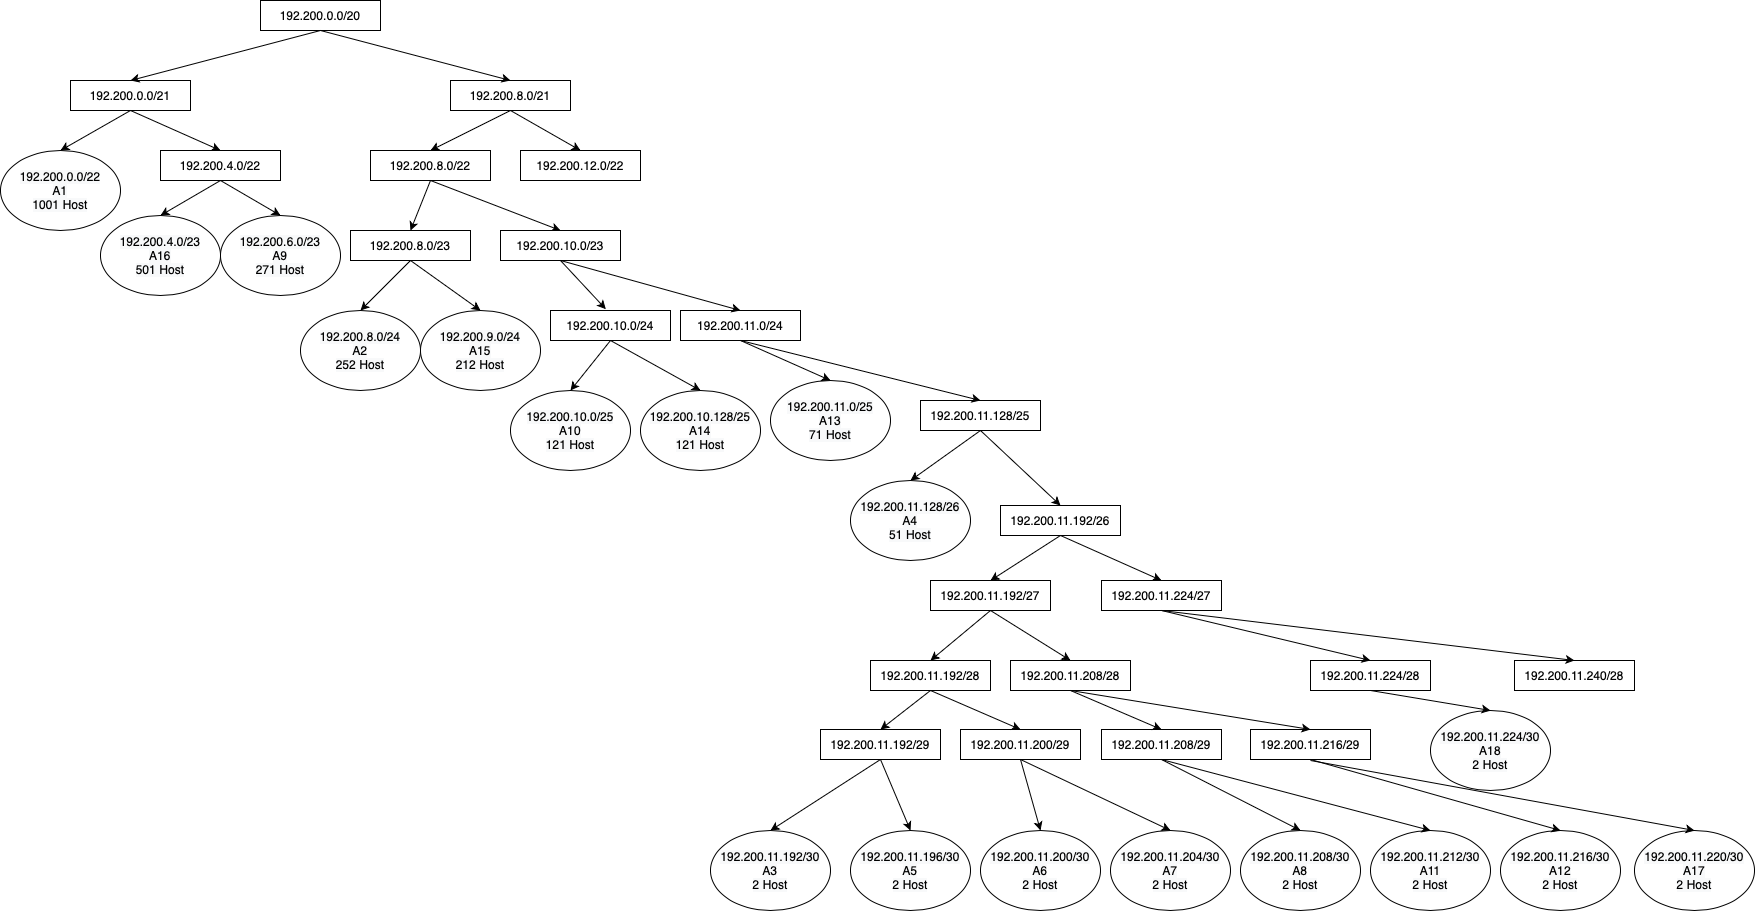 192.200.0.0/20
192.200.0.0/21
192.200.8.0/21
192.200.0.0/22
A1
1001 Host
192.200.4.0/22
192.200.8.0/22
192.200.12.0/22
192.200.4.0/23
A16
501 Host
192.200.6.0/23
A9
271 Host
192.200.8.0/23
192.200.10.0/23
192.200.8.0/24
A2
252 Host
192.200.9.0/24
A15
212 Host
192.200.10.0/24
192.200.11.0/24
192.200.10.0/25
A10
121 Host
192.200.10.128/25
A14
121 Host
192.200.11.0/25
A13
71 Host
192.200.11.128/25
192.200.11.128/26
A4
51 Host
192.200.11.192/26
192.200.11.192/27
192.200.11.224/27
192.200.11.192/28
192.200.11.208/28
192.200.11.224/28
192.200.11.240/28
192.200.11.192/29
192.200.11.200/29
192.200.11.208/29
192.200.11.216/29
192.200.11.224/30
A18
2 Host
192.200.11.192/30
A3
2 Host
192.200.11.196/30
A5
2 Host
192.200.11.200/30
A6
2 Host
192.200.11.204/30
A7
2 Host
192.200.11.208/30
A8
2 Host
192.200.11.212/30
A11
2 Host
192.200.11.216/30
A12
2 Host
192.200.11.220/30
A17
2 Host